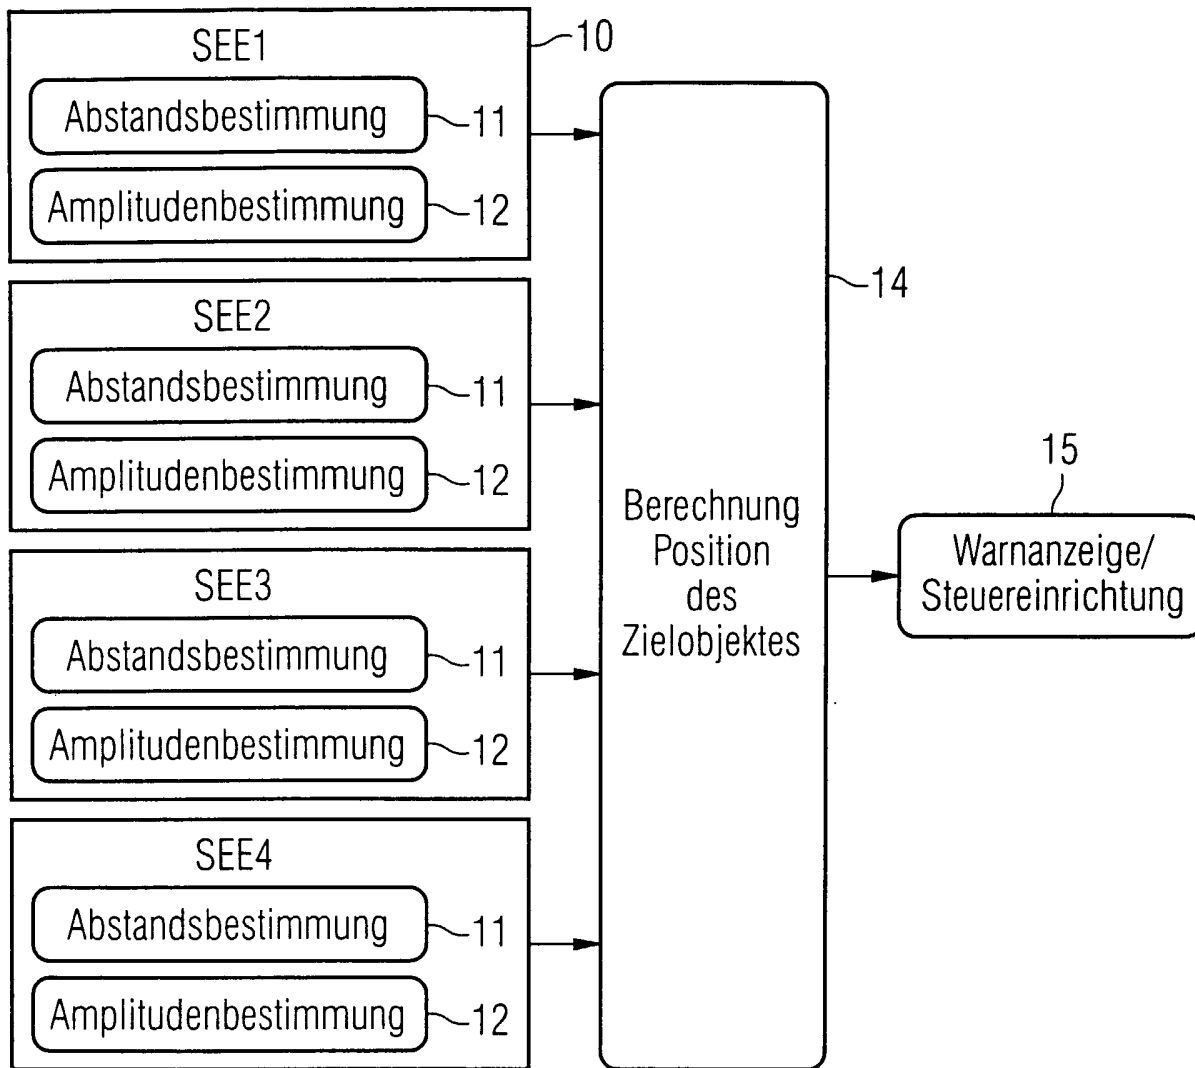 SEE1
10
Abstandsbestimmung
11
Amplitudenbestimmung
12
SEE2
Abstandsbestimmung
11
Amplitudenbestimmung
12
SEE3
Abstandsbestimmung
11
Amplitudenbestimmung
12
SEE4
Abstandsbestimmung
11
Amplitudenbestimmung
12
14
Berechnung
Position
des
Zielobjektes
15
Warnanzeige/
Steuereinrichtung